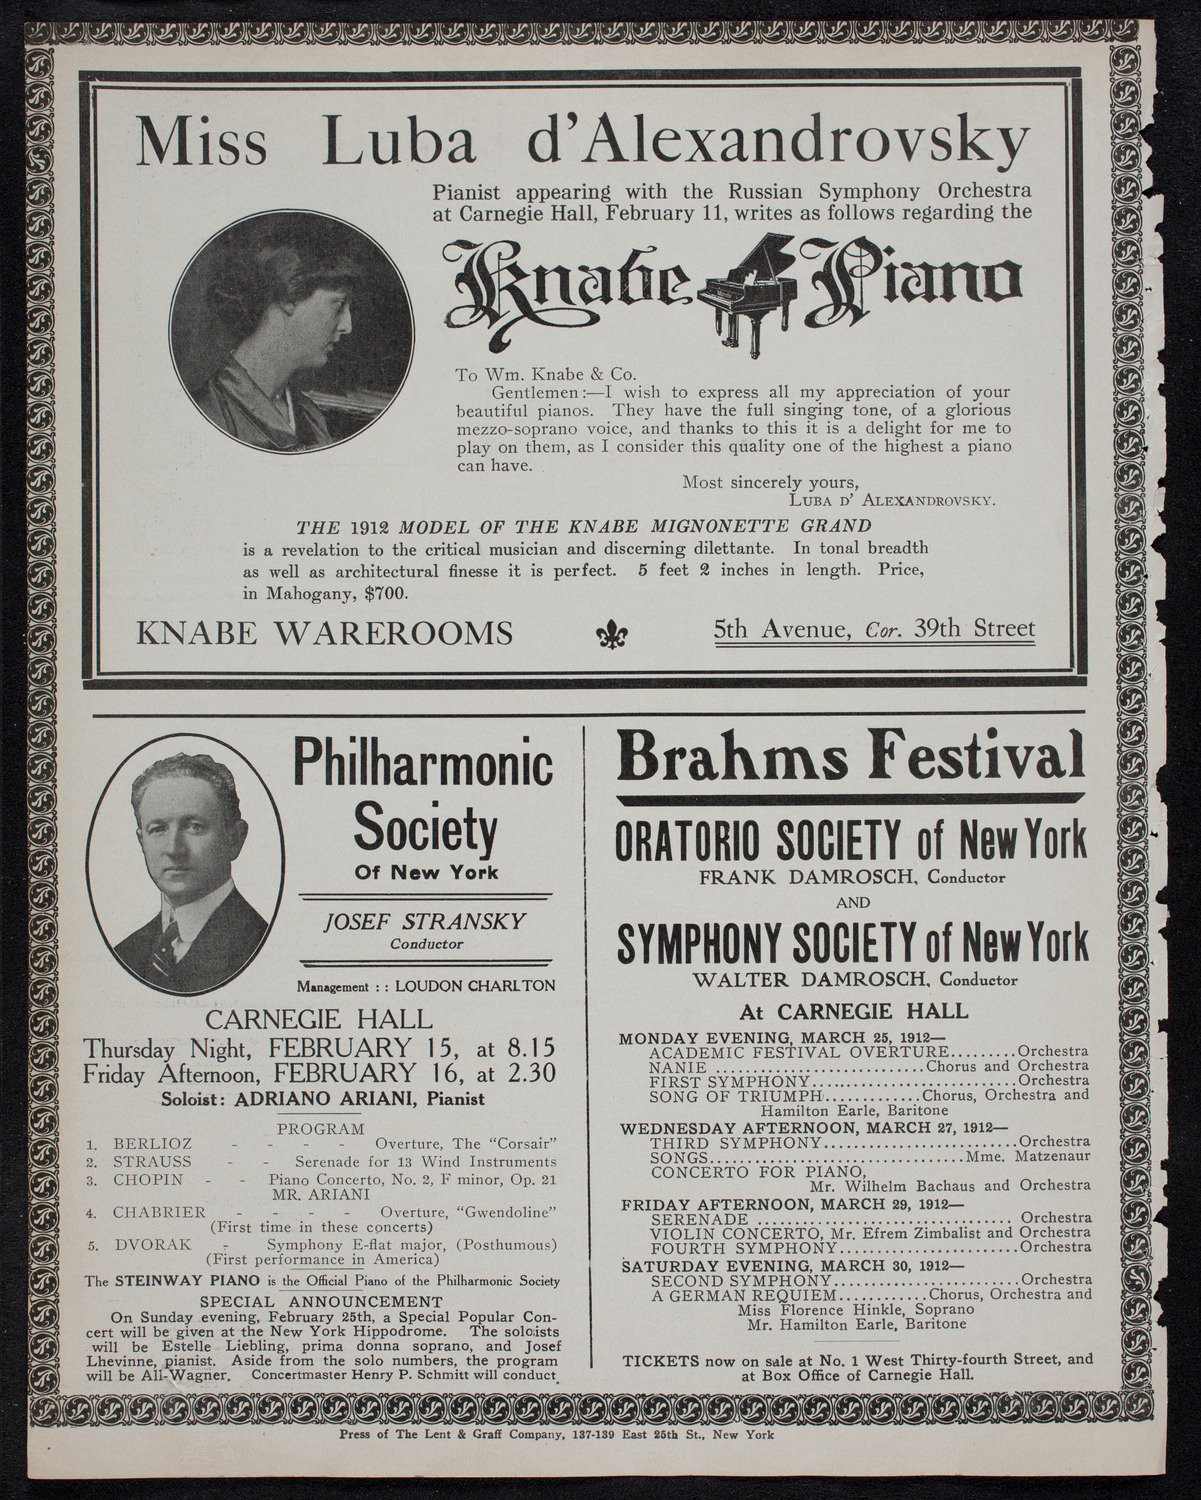 Miss Luba d'Alexandrovsky
Pianist appearing with the Russian Symphony Orchestra
at Carnegie Hall, February 11, writes as follows regarding the
Knabe Piano
To Wm. Knabe & Co.
Gentlemen:—I wish to express all my appreciation of your
beautiful pianos. They have the full singing tone, of a glorious
mezzo-soprano voice, and thanks to this it is a delight for me to
play on them, as I consider this quality one of the highest a piano
can have.
Most sincerely yours,
LUBA D' ALEXANDROVSKY.
THE 1912 MODEL OF THE KNABE MIGNONETTE GRAND
is a revelation to the critical musician and discerning dilettante. In tonal breadth
as well as architectural finesse it is perfect. 5 feet 2 inches in length. Price,
in Mahogany, $700.
KNABE WAREROOMS 5th Avenue, Cor. 39th Street
Philharmonic
Society
Of New York
JOSEF STRANSKY
Conductor
Management : : LOUDON CHARLTON
CARNEGIE HALL
Thursday Night, FEBRUARY 15, at 8.15
Friday Afternoon, FEBRUARY 16, at 2.30
Soloist: ADRIANO ARIANI, Pianist
PROGRAM
1. BERLIOZ - - - - Overture, The "Corsair"
2. STRAUSS - - Serenade for 13 Wind Instruments
3. CHOPIN - - Piano Concerto, No. 2, F minor, Op. 21
MR. ARIANI
4. CHABRIER - - - - Overture, "Gwendoline"
(First time in these concerts)
5. DVORAK - Symphony E-flat major, (Posthumous)
(First performance in America)
The STEINWAY PIANO is the Official Piano of the Philharmonic Society
SPECIAL ANNOUNCEMENT
On Sunday evening, February 25th, a Special Popular Con-
cert will be given at the New York Hippodrome. The soloists
will be Estelle Liebling, prima donna soprano, and Josef
Lhevinne, pianist. Aside from the solo numbers, the program
will be All-Wagner. Concertmaster Henry P. Schmitt will conduct.
Brahms Festival
ORATORIO SOCIETY of New York
FRANK DAMROSCH, Conductor
AND
SYMPHONY SOCIETY of New York
WALTER DAMROSCH, Conductor
At CARNEGIE HALL
MONDAY EVENING, MARCH 25, 1912—
ACADEMIC FESTIVAL OVERTURE.........Orchestra
NANIE ............................Chorus and Orchestra
FIRST SYMPHONY............................Orchestra
SONG OF TRIUMPH............Chorus, Orchestra and
Hamilton Earle, Baritone
WEDNESDAY AFTERNOON, MARCH 27, 1912—
THIRD SYMPHONY..........................Orchestra
SONGS..................................Mme. Matzenaur
CONCERTO FOR PIANO,
Mr. Wilhelm Bachaus and Orchestra
FRIDAY AFTERNOON, MARCH 29, 1912—
SERENADE .................................. Orchestra
VIOLIN CONCERTO, Mr. Efrem Zimbalist and Orchestra
FOURTH SYMPHONY........................Orchestra
SATURDAY EVENING, MARCH 30, 1912—
SECOND SYMPHONY.........................Orchestra
A GERMAN REQUIEM............Chorus, Orchestra and
Miss Florence Hinkle, Soprano
Mr. Hamilton Earle, Baritone
TICKETS now on sale at No. 1 West Thirty-fourth Street, and
at Box Office of Carnegie Hall.
Press of The Lent & Graff Company, 137-139 East 25th St., New York